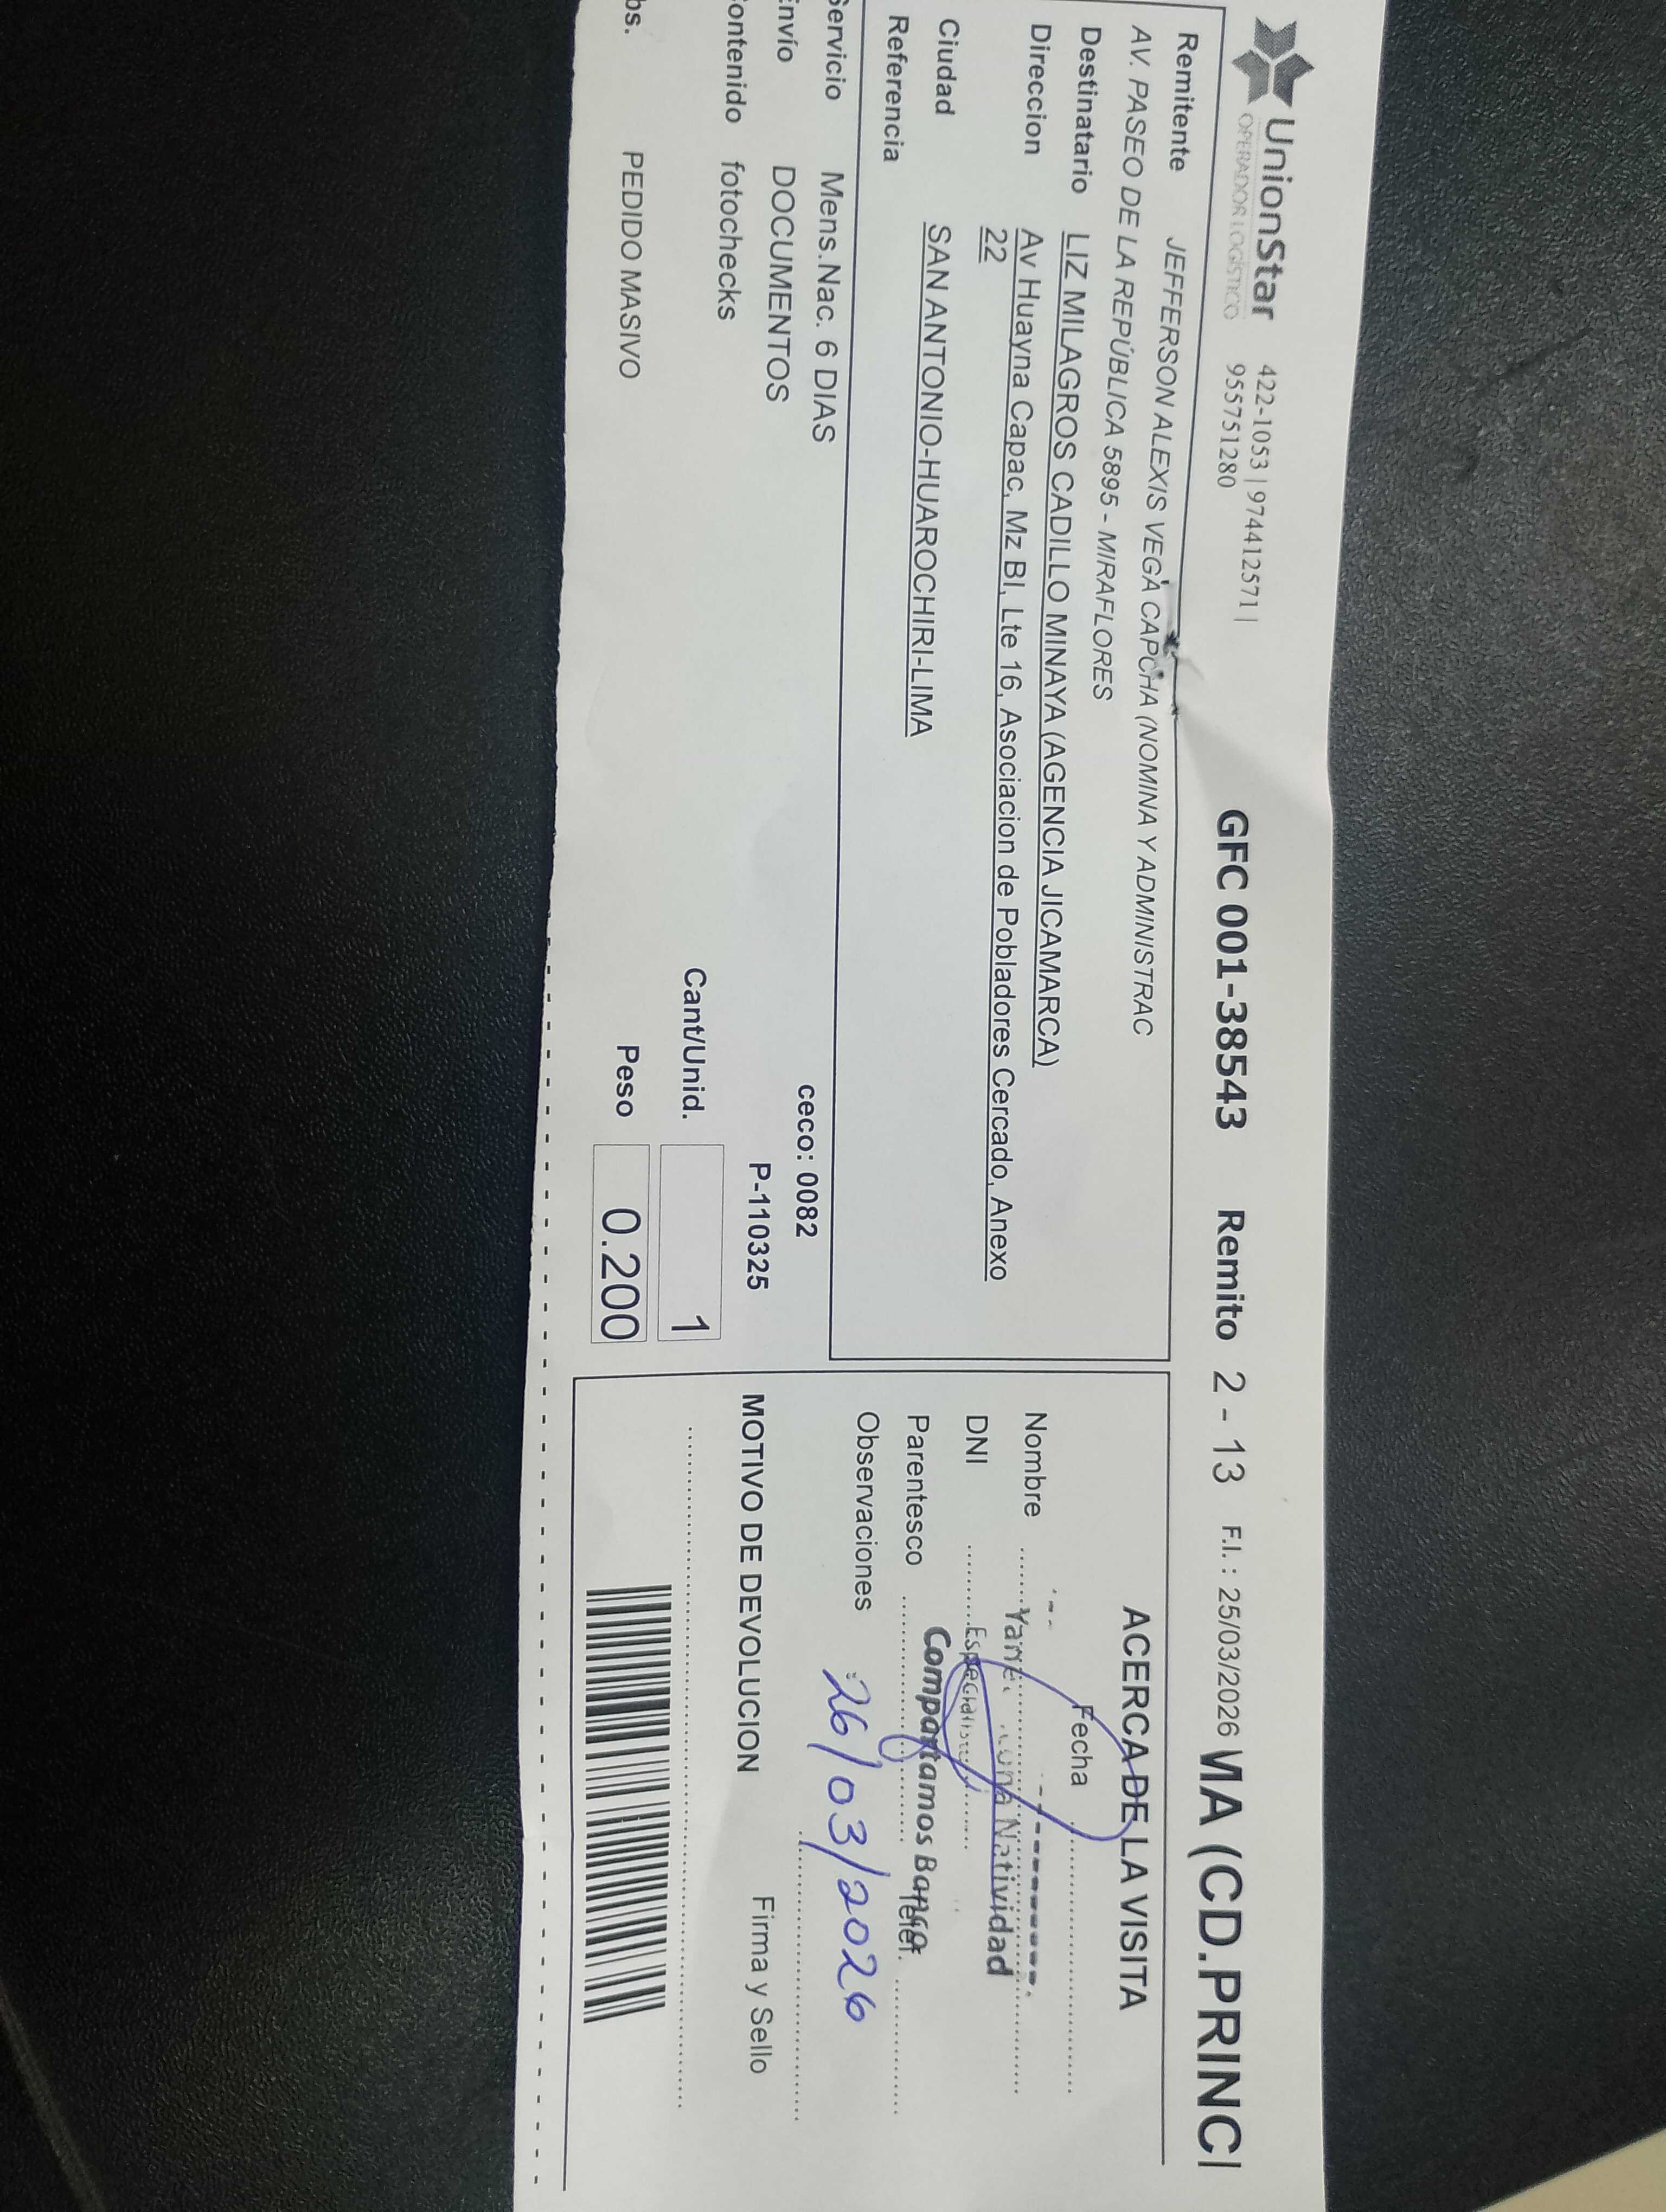 UnionStar
OPERADOR LOGÍSTICO
422-1053 | 974412571 |
955751280
GFC 001-38543
Remito 2 - 13
F.I. : 25/03/2026
MA (CD.PRINCI
Remitente JEFFERSON ALEXIS VEGA CAPCHA (NOMINA Y ADMINISTRAC
AV. PASEO DE LA REPÚBLICA 5895 - MIRAFLORES
Destinatario LIZ MILAGROS CADILLO MINAYA (AGENCIA JICAMARCA)
Direccion Av Huayna Capac, Mz BI, Lte 16, Asociacion de Pobladores Cercado, Anexo
22
Ciudad SAN ANTONIO-HUAROCHIRI-LIMA
Referencia
Servicio Mens.Nac. 6 DIAS
ceco: 0082
Envío DOCUMENTOS
P-110325
ontenido fotochecks
Cant/Unid. 1
bs. PEDIDO MASIVO
Peso 0.200
ACERCA DE LA VISITA
Fecha
Nombre
Natividad
DNI
Parentesco
Compartamos Banco
Telef.
Observaciones
26/03/2026
MOTIVO DE DEVOLUCION
Firma y Sello